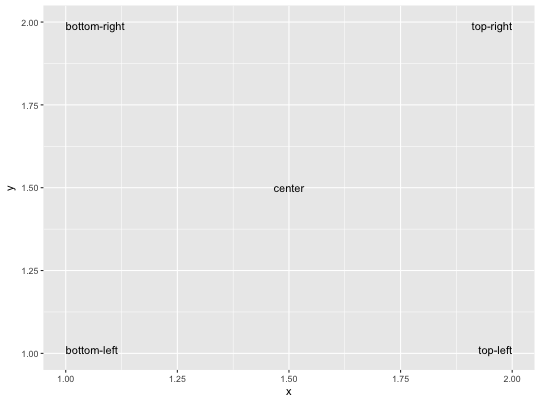 2.00
bottom-right
top-right
1.75
y
1.50
center
1.25
1.00
bottom-left
top-left
1.00
1.25
1.50
1.75
2.00
x